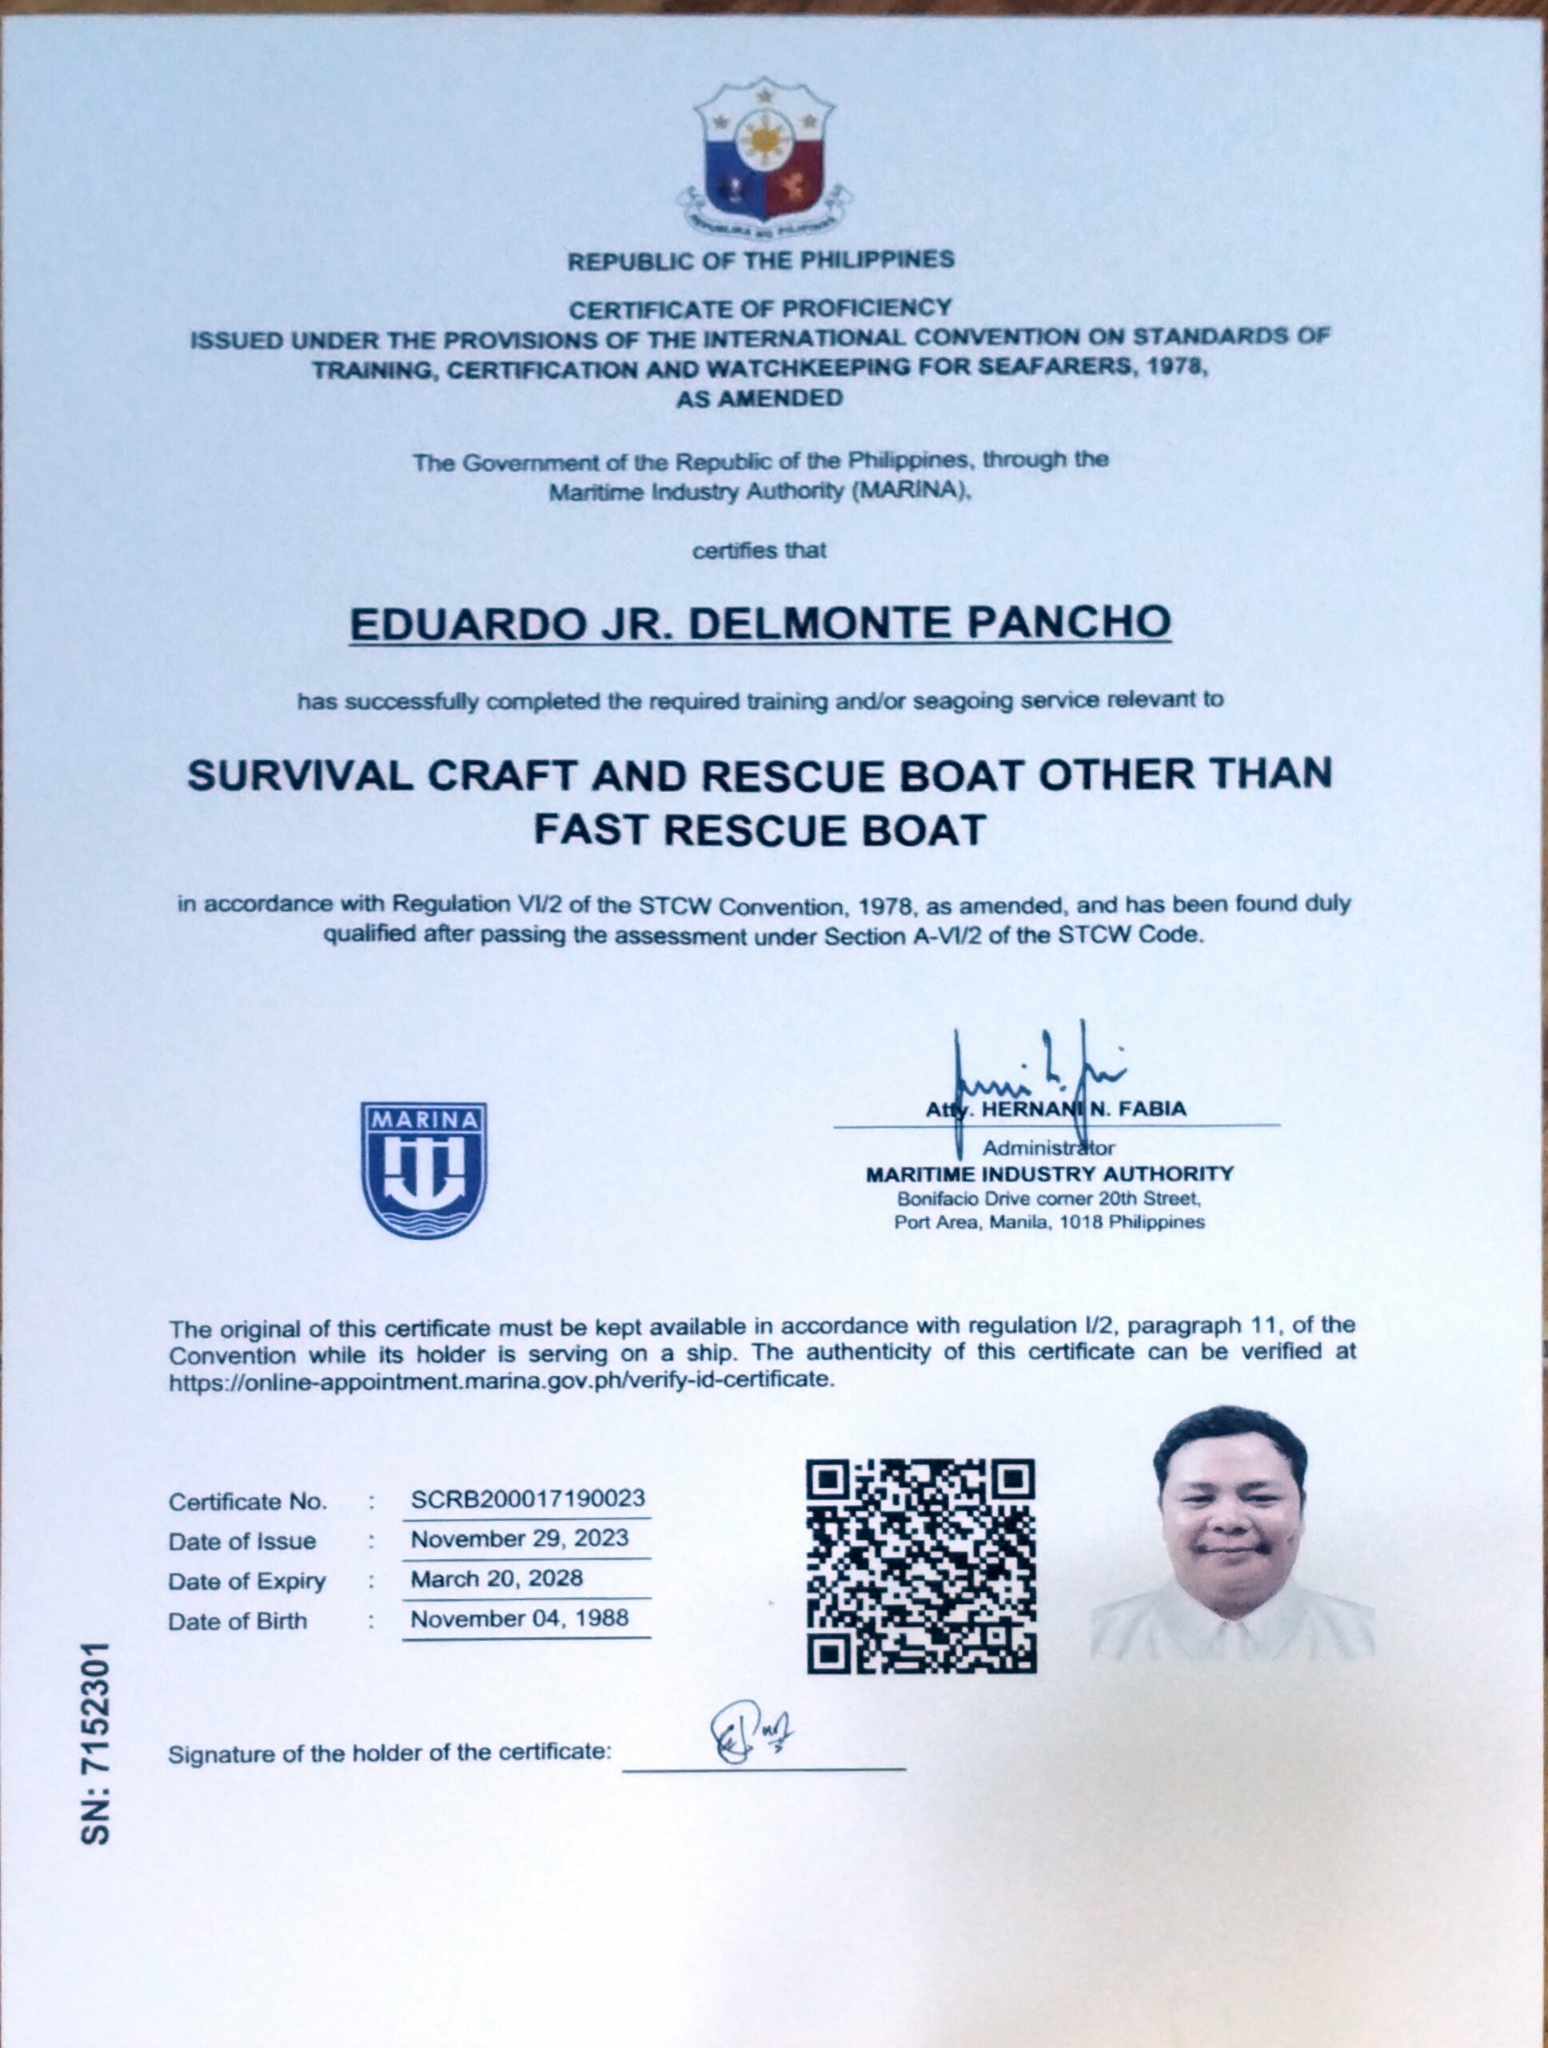 REPUBLIKA NG PILIPINAS
REPUBLIC OF THE PHILIPPINES
CERTIFICATE OF PROFICIENCY
ISSUED UNDER THE PROVISIONS OF THE INTERNATIONAL CONVENTION ON STANDARDS OF
TRAINING, CERTIFICATION AND WATCHKEEPING FOR SEAFARERS, 1978,
AS AMENDED
The Government of the Republic of the Philippines, through the
Maritime Industry Authority (MARINA),
certifies that
EDUARDO JR. DELMONTE PANCHO
has successfully completed the required training and/or seagoing service relevant to
SURVIVAL CRAFT AND RESCUE BOAT OTHER THAN
FAST RESCUE BOAT
in accordance with Regulation VI/2 of the STCW Convention, 1978, as amended, and has been found duly
qualified after passing the assessment under Section A-VI/2 of the STCW Code.
MARINA
Atty. HERNANI N. FABIA
Administrator
MARITIME INDUSTRY AUTHORITY
Bonifacio Drive corner 20th Street,
Port Area, Manila, 1018 Philippines
The original of this certificate must be kept available in accordance with regulation I/2, paragraph 11, of the
Convention while its holder is serving on a ship. The authenticity of this certificate can be verified at
https://online-appointment.marina.gov.ph/verify-id-certificate.
Certificate No. : SCRB200017190023
Date of Issue : November 29, 2023
Date of Expiry : March 20, 2028
Date of Birth : November 04, 1988
Signature of the holder of the certificate:
SN: 7152301